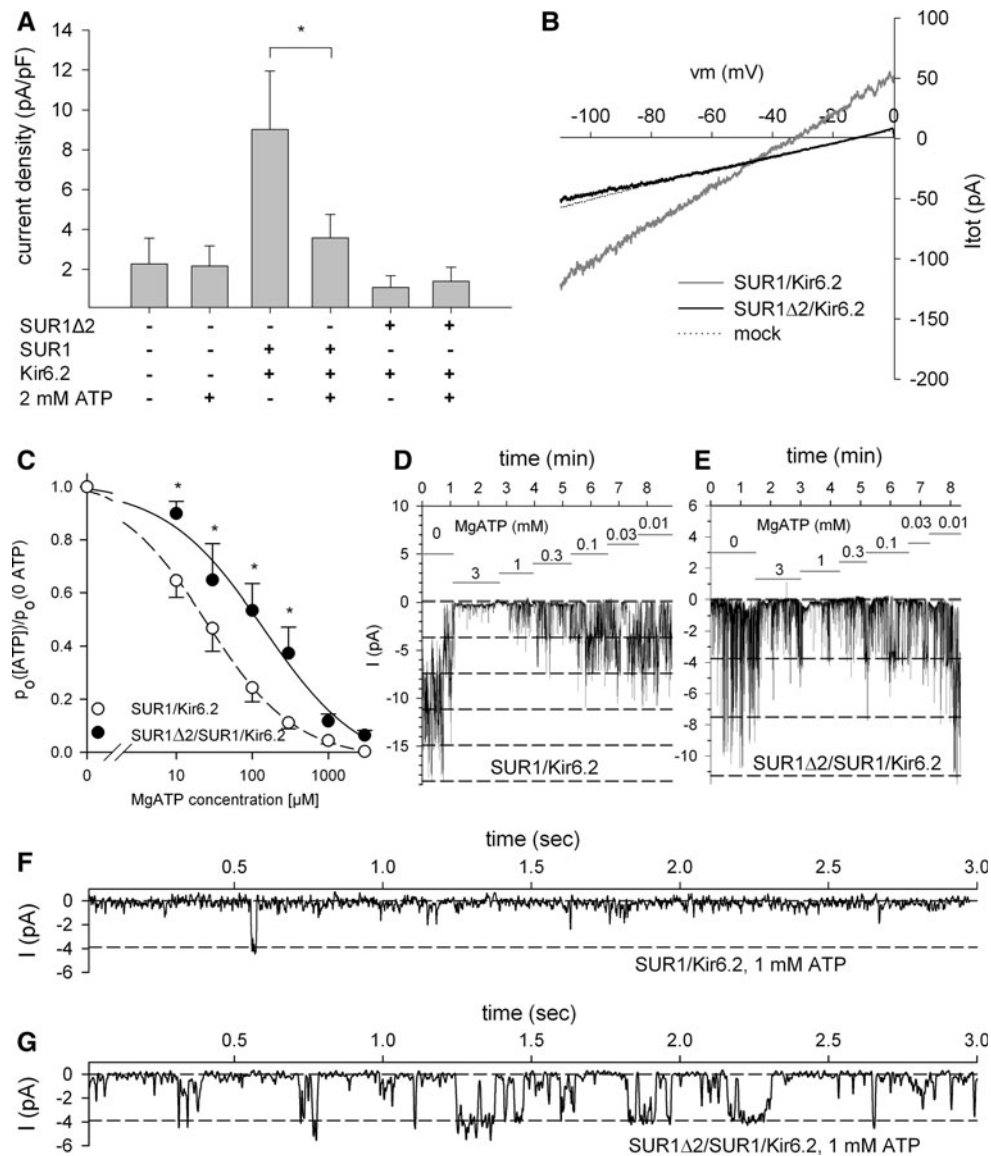 A
14
12
10
8
6
4
2
current density (pA/pF)
*
SUR1Δ2 - - - - + +
SUR1 - - + + - -
Kir6.2 - - + + + +
2 mM ATP - + - + - +
B
vm (mV)
-100 -80 -60 -40 -20 0
100
50
0
-50
-100
-150
-200
Itot (pA)
SUR1/Kir6.2
SUR1Δ2/Kir6.2
mock
C
1.0
0.8
0.6
0.4
0.2
0.0
po([ATP])/po(0 ATP)
* * * *
SUR1/Kir6.2
SUR1Δ2/SUR1/Kir6.2
0 10 100 1000
MgATP concentration [µM]
D
time (min)
0 1 2 3 4 5 6 7 8
10
5
0
-5
-10
-15
I (pA)
MgATP (mM)
0 3 1 0.3 0.1 0.03 0.01
SUR1/Kir6.2
E
time (min)
0 1 2 3 4 5 6 7 8
6
4
2
0
-2
-4
-6
-8
-10
MgATP (mM)
0 3 1 0.3 0.1 0.03 0.01
SUR1Δ2/SUR1/Kir6.2
F
time (sec)
0.5 1.0 1.5 2.0 2.5 3.0
0
-2
-4
-6
I (pA)
SUR1/Kir6.2, 1 mM ATP
G
time (sec)
0.5 1.0 1.5 2.0 2.5 3.0
0
-2
-4
-6
I (pA)
SUR1Δ2/SUR1/Kir6.2, 1 mM ATP